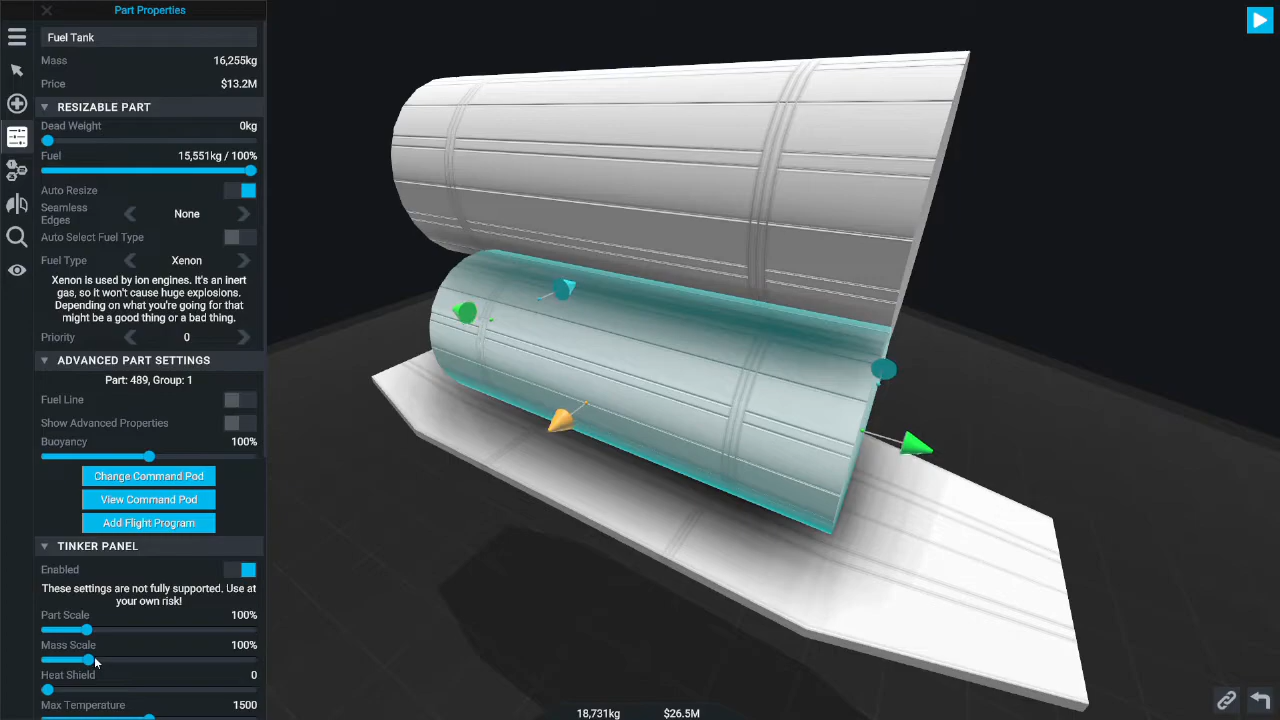 Part Properties
Fuel Tank
Mass 16,255kg
Price $13.2M
RESIZABLE PART
Dead Weight 0kg
Fuel 15,551kg / 100%
Auto Resize
Seamless Edges None
Auto Select Fuel Type
Fuel Type Xenon
Xenon is used by ion engines. It's an inert
gas, so it won't cause huge explosions.
Depending on what you're going for that
might be a good thing or a bad thing.
Priority 0
ADVANCED PART SETTINGS
Part: 489, Group: 1
Fuel Line
Show Advanced Properties
Buoyancy 100%
Change Command Pod
View Command Pod
Add Flight Program
TINKER PANEL
Enabled
These settings are not fully supported. Use at
your own risk!
Part Scale 100%
Mass Scale 100%
Heat Shield 0
Max Temperature 1500
18,731kg $26.5M